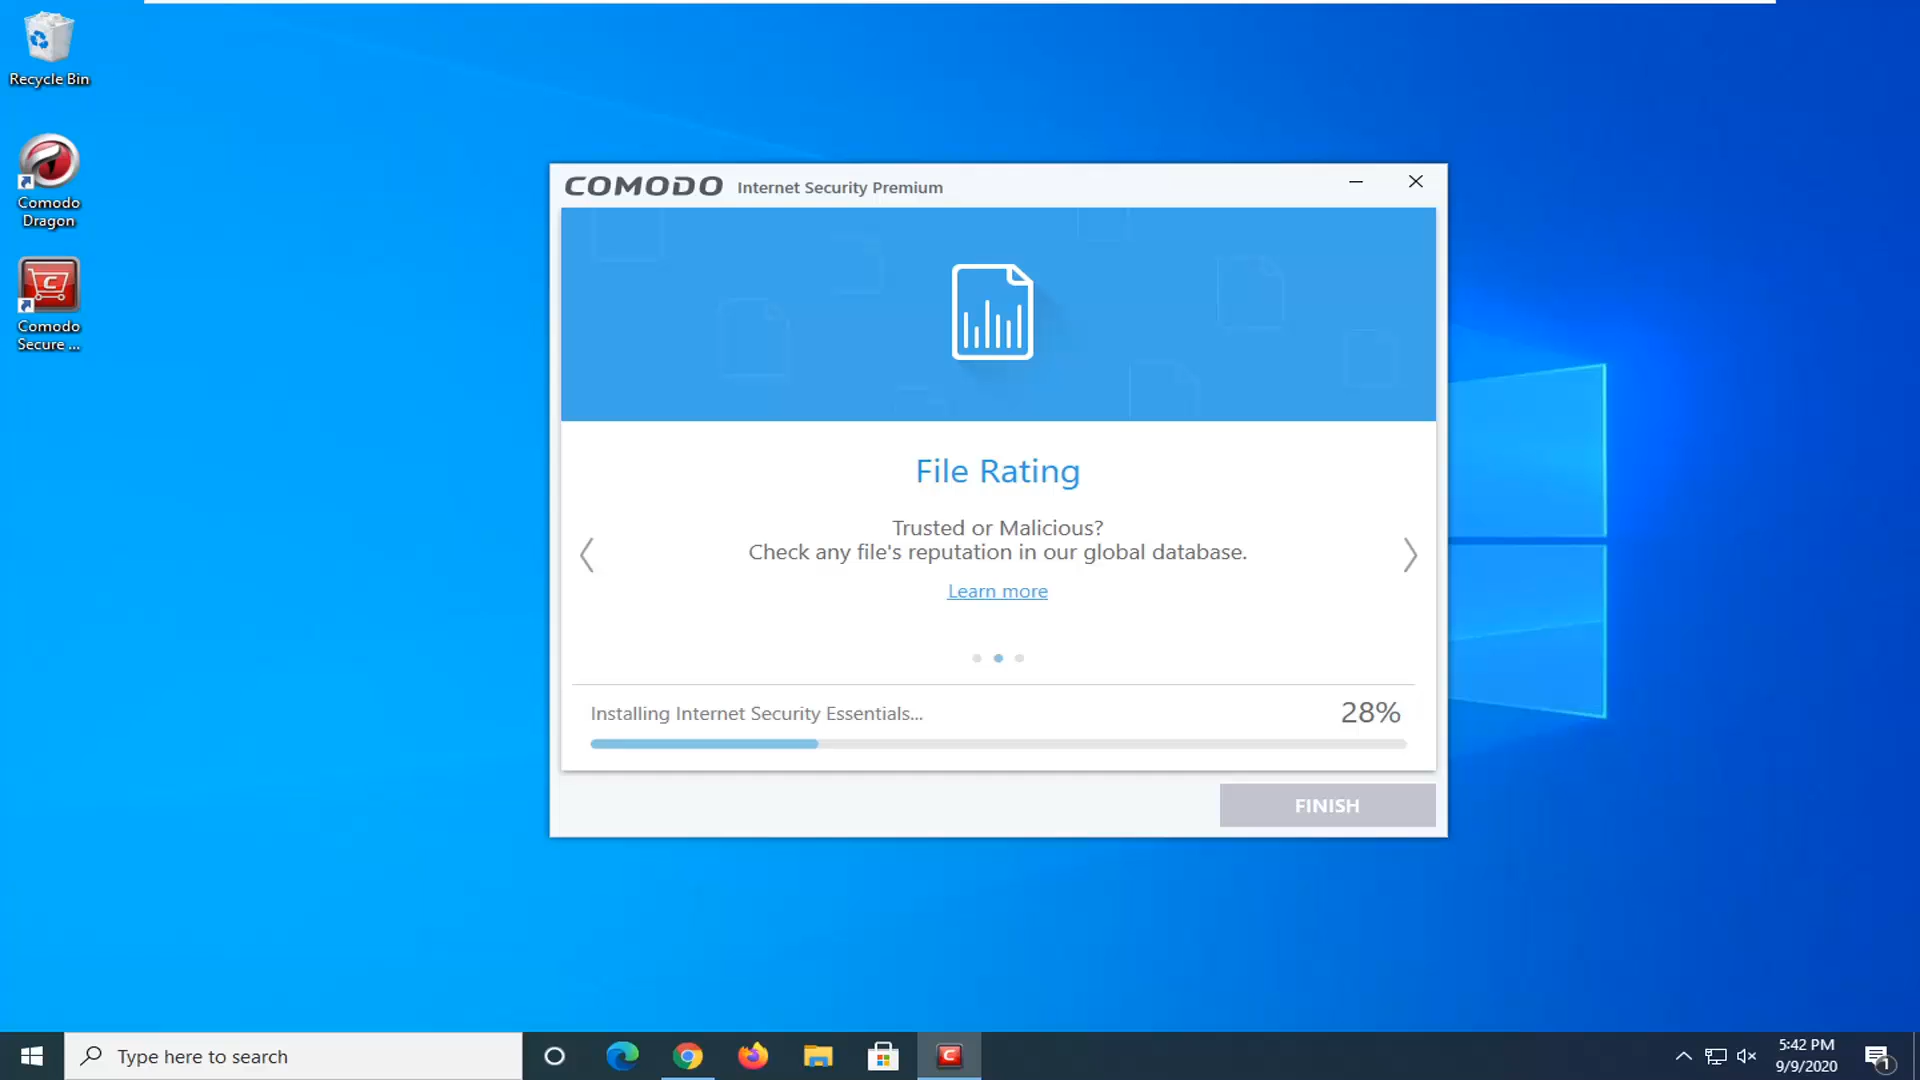 Recycle Bin
Comodo
Dragon
C
Comodo
Secure ...
COMODO Internet Security Premium
File Rating
Trusted or Malicious?
Check any file's reputation in our global database.
Learn more
Installing Internet Security Essentials... 28%
FINISH
Type here to search
C
5:42 PM
9/9/2020
1